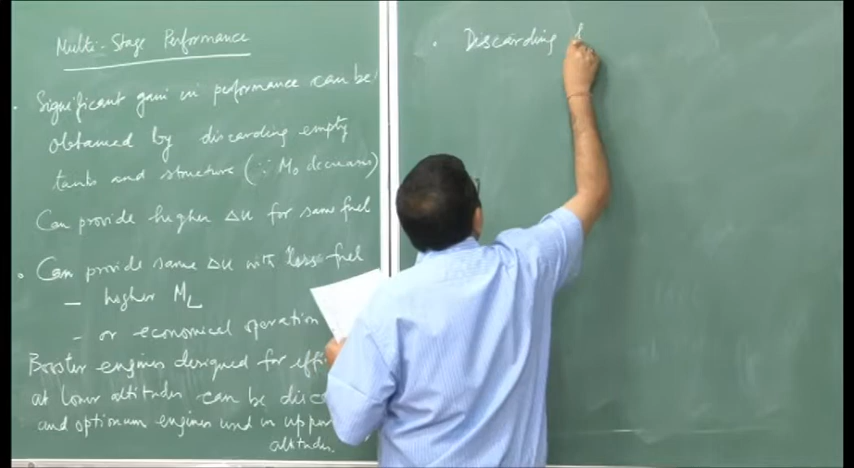 Multi-Stage Performance
. Significant gain in performance can be
obtained by discarding empty
tanks and structure (∵ M₀ decreases)
Can provide higher ΔU for same fuel
. Can provide same ΔU with less fuel
– higher M_L
– or economical operation
Booster engines designed for
at lower altitudes can be
and optimum engines used in upper
altitudes.
. Discarding